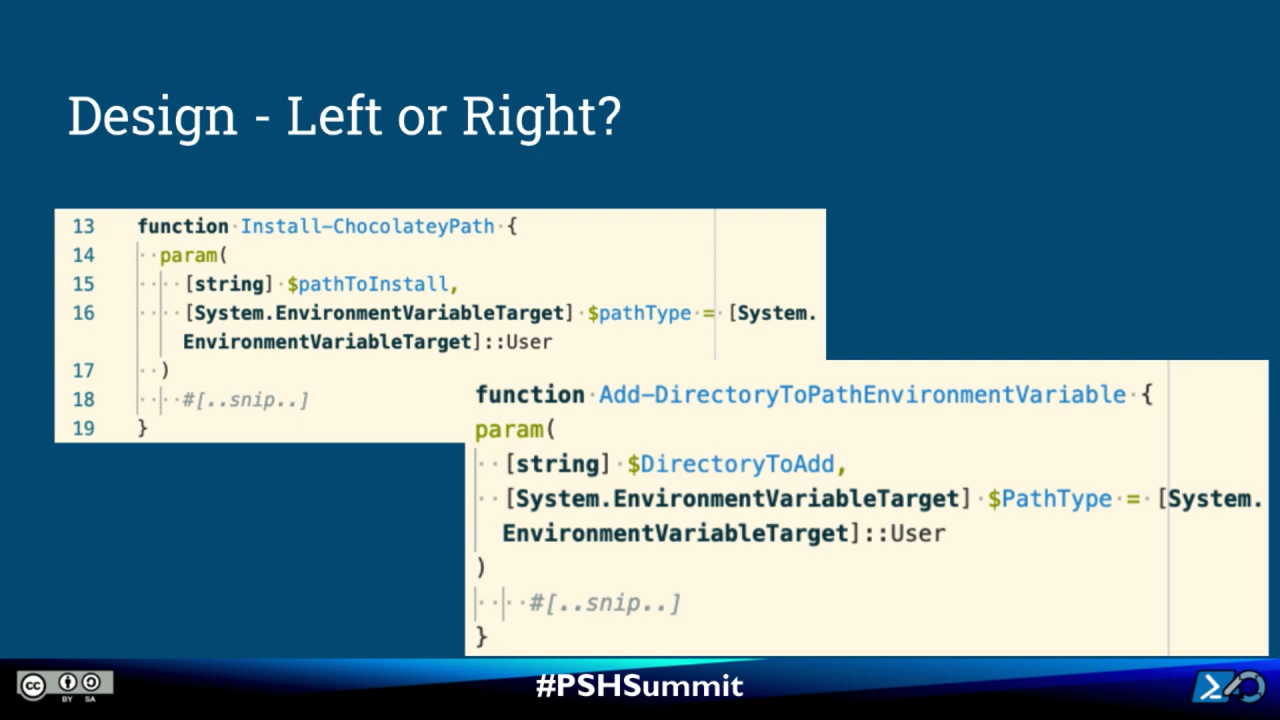 Design - Left or Right?
13 function Install-ChocolateyPath {
14 param(
15 [string] $pathToInstall,
16 [System.EnvironmentVariableTarget] $pathType = [System.
EnvironmentVariableTarget]::User
17 )
18 #[..snip..]
19 }
function Add-DirectoryToPathEnvironmentVariable {
param(
[string] $DirectoryToAdd,
[System.EnvironmentVariableTarget] $PathType = [System.
EnvironmentVariableTarget]::User
)
#[..snip..]
}
cc BY SA
#PSHSummit